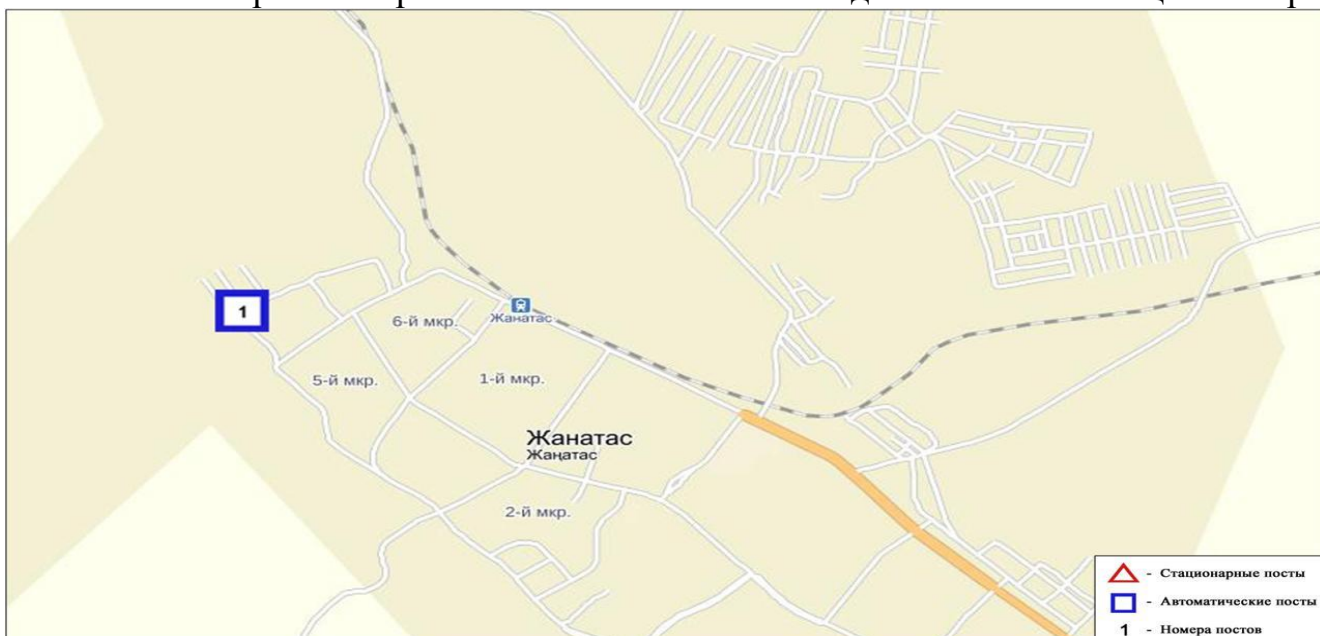 1
6-й мкр.
Жанатас
5-й мкр.
1-й мкр.
Жанатас
Жаңатас
2-й мкр.
- Стационарные посты
- Автоматические посты
1 - Номера постов